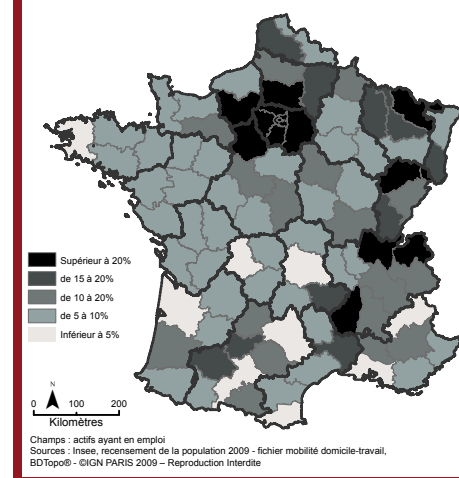 Supérieur à 20%
de 15 à 20%
de 10 à 20%
de 5 à 10%
Inférieur à 5%
N
0 100 200
Kilomètres
Champs : actifs ayant en emploi
Sources : Insee, recensement de la population 2009 - fichier mobilité domicile-travail,
BDTopo® - ©IGN PARIS 2009 – Reproduction Interdite